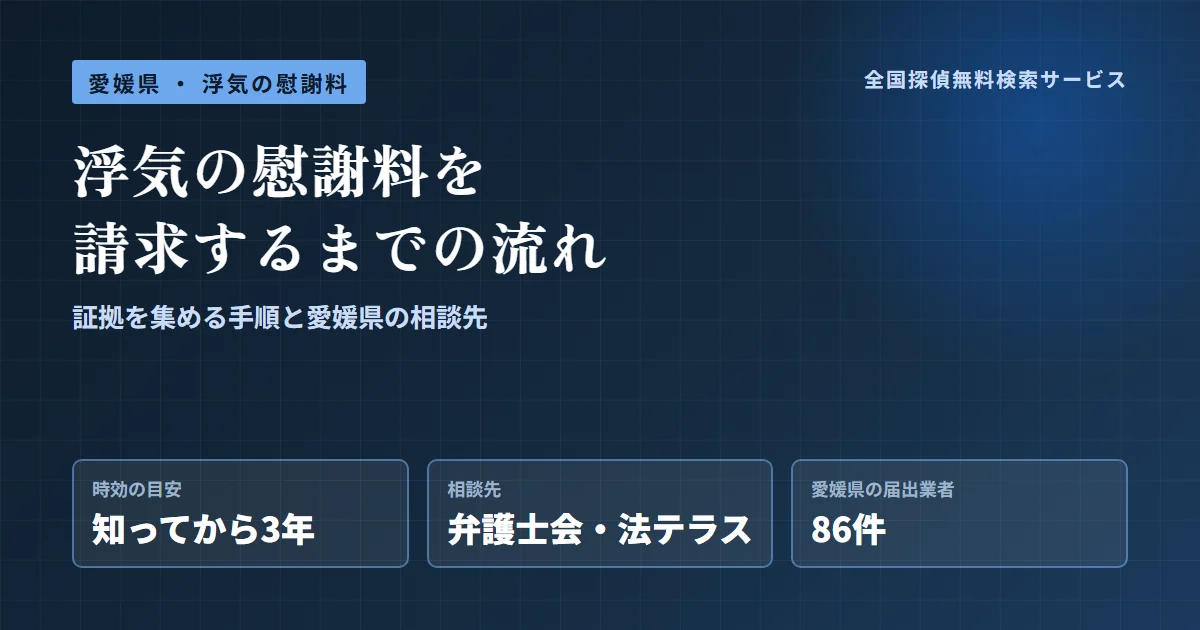 愛媛県 ・ 浮気の慰謝料
全国探偵無料検索サービス
浮気の慰謝料を
請求するまでの流れ
証拠を集める手順と愛媛県の相談先
時効の目安
知ってから3年
相談先
弁護士会・法テラス
愛媛県の届出業者
86件